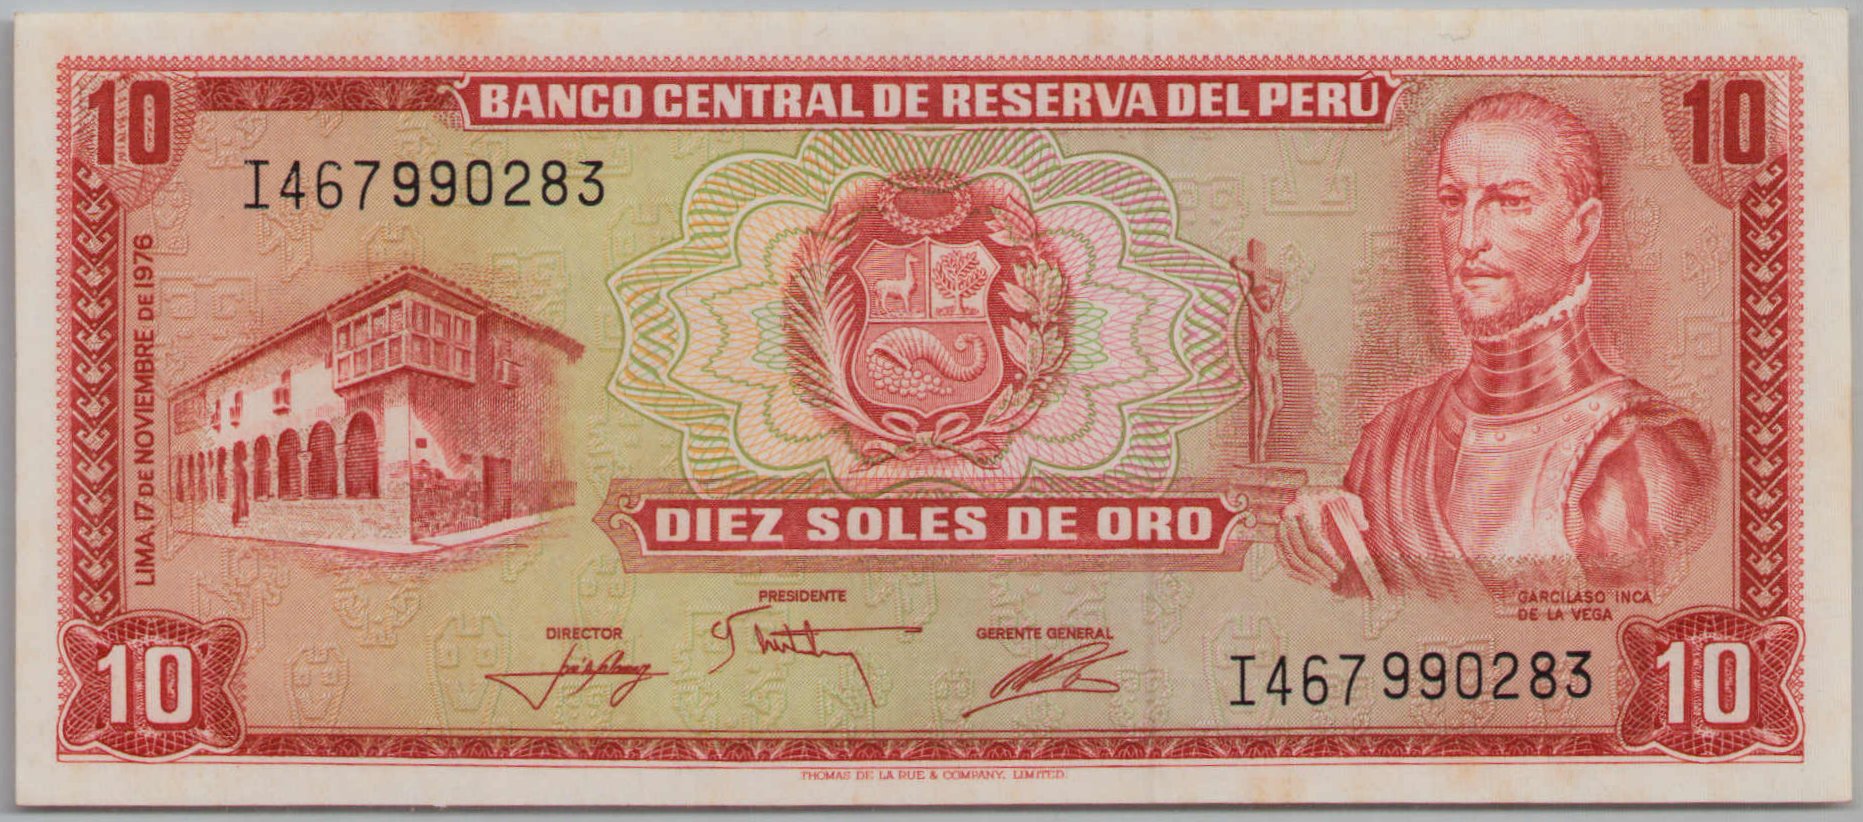 10
BANCO CENTRAL DE RESERVA DEL PERÚ
10
I467990283
LIMA, 17 DE NOVIEMBRE DE 1976
DIEZ SOLES DE ORO
PRESIDENTE
DIRECTOR
GERENTE GENERAL
GARCILASO INCA
DE LA VEGA
I467990283
10
10
THOMAS DE LA RUE & COMPANY, LIMITED.